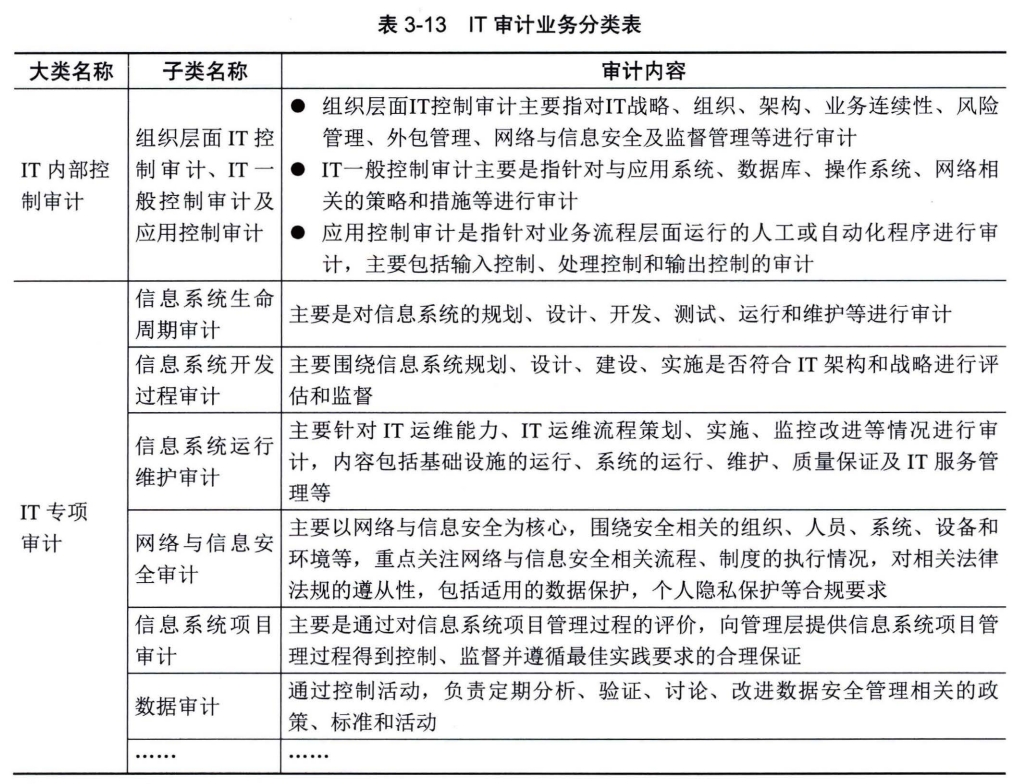 表 3-13 IT 审计业务分类表
大类名称 子类名称 审计内容
IT 内部控
制审计
组织层面 IT 控
制审计、IT 一
般控制审计及
应用控制审计
● 组织层面IT控制审计主要指对IT战略、组织、架构、业务连续性、风险
管理、外包管理、网络与信息安全及监督管理等进行审计
● IT一般控制审计主要是指针对与应用系统、数据库、操作系统、网络相
关的策略和措施等进行审计
● 应用控制审计是指针对业务流程层面运行的人工或自动化程序进行审
计，主要包括输入控制、处理控制和输出控制的审计
IT 专项
审计
信息系统生命
周期审计
主要是对信息系统的规划、设计、开发、测试、运行和维护等进行审计
信息系统开发
过程审计
主要围绕信息系统规划、设计、建设、实施是否符合 IT 架构和战略进行评
估和监督
信息系统运行
维护审计
主要针对 IT 运维能力、IT 运维流程策划、实施、监控改进等情况进行审
计，内容包括基础设施的运行、系统的运行、维护、质量保证及 IT 服务管
理等
网络与信息安
全审计
主要以网络与信息安全为核心，围绕安全相关的组织、人员、系统、设备和
环境等，重点关注网络与信息安全相关流程、制度的执行情况，对相关法律
法规的遵从性，包括适用的数据保护，个人隐私保护等合规要求
信息系统项目
审计
主要是通过对信息系统项目管理过程的评价，向管理层提供信息系统项目管
理过程得到控制、监督并遵循最佳实践要求的合理保证
数据审计
通过控制活动，负责定期分析、验证、讨论、改进数据安全管理相关的政
策、标准和活动
…… ……